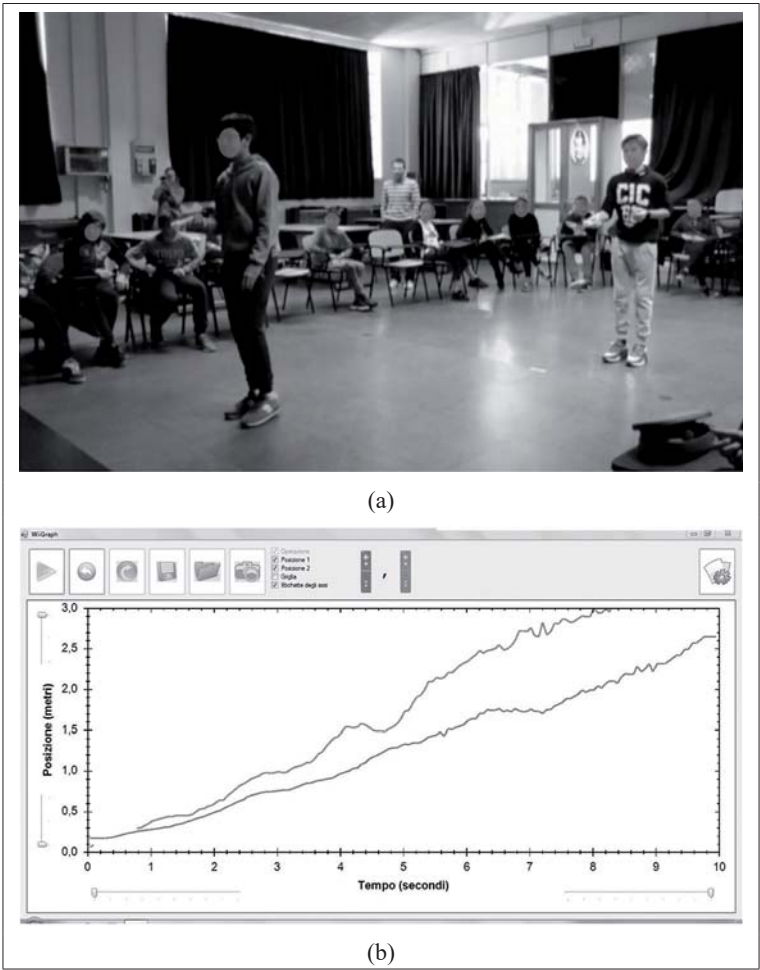 CIC
(a)
WiiGraph
Operazione
Posizione 1
Posizione 2
Griglia
Etichette degli assi
,
3,0
2,5
2,0
1,5
1,0
0,5
0,0
Posizione (metri)
0 1 2 3 4 5 6 7 8 9 10
Tempo (secondi)
(b)